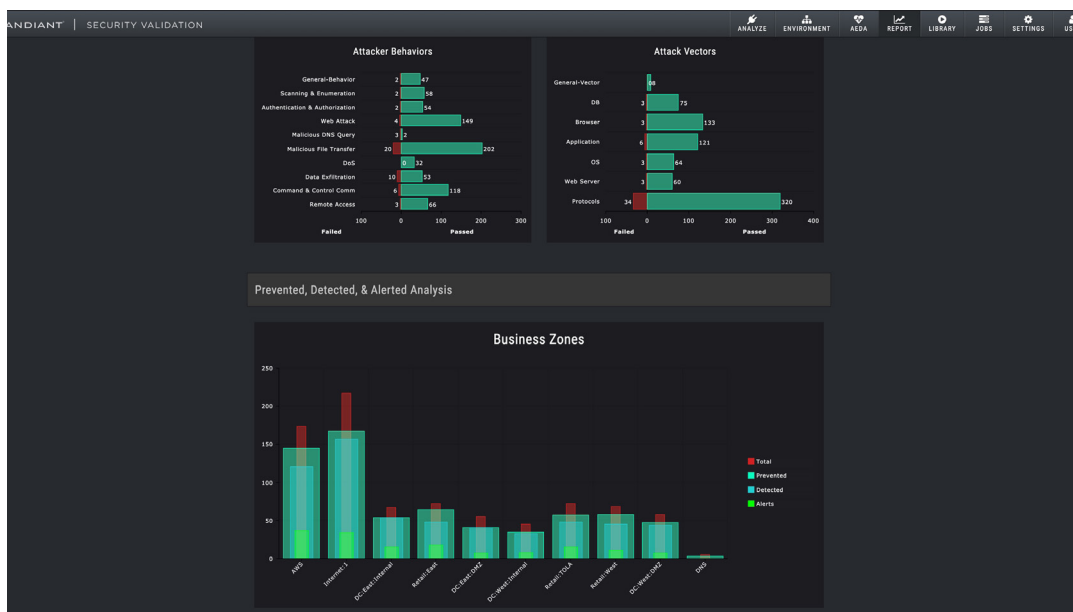 ANDIANT | SECURITY VALIDATION
ANALYZE ENVIRONMENT AEDA REPORT LIBRARY JOBS SETTINGS US
Attacker Behaviors
General-Behavior 2 47
Scanning & Enumeration 2 58
Authentication & Authorization 2 54
Web Attack 4 149
Malicious DNS Query 3 2
Malicious File Transfer 20 202
DoS 0 32
Data Exfiltration 10 53
Command & Control Comm 6 118
Remote Access 3 66
100 0 100 200 300
Failed Passed
Attack Vectors
General-Vector 8
DB 3 75
Browser 3 133
Application 6 121
OS 3 64
Web Server 3 60
Protocols 34 320
100 0 100 200 300 400
Failed Passed
Prevented, Detected, & Alerted Analysis
Business Zones
250
200
150
100
50
0
AWS
Internet:1
DC:East:Internal
Retail:East
DC:East:DMZ
DC:West:Internal
Retail:TOLA
Retail:West
DC:West:DMZ
DNS
Total
Prevented
Detected
Alerts